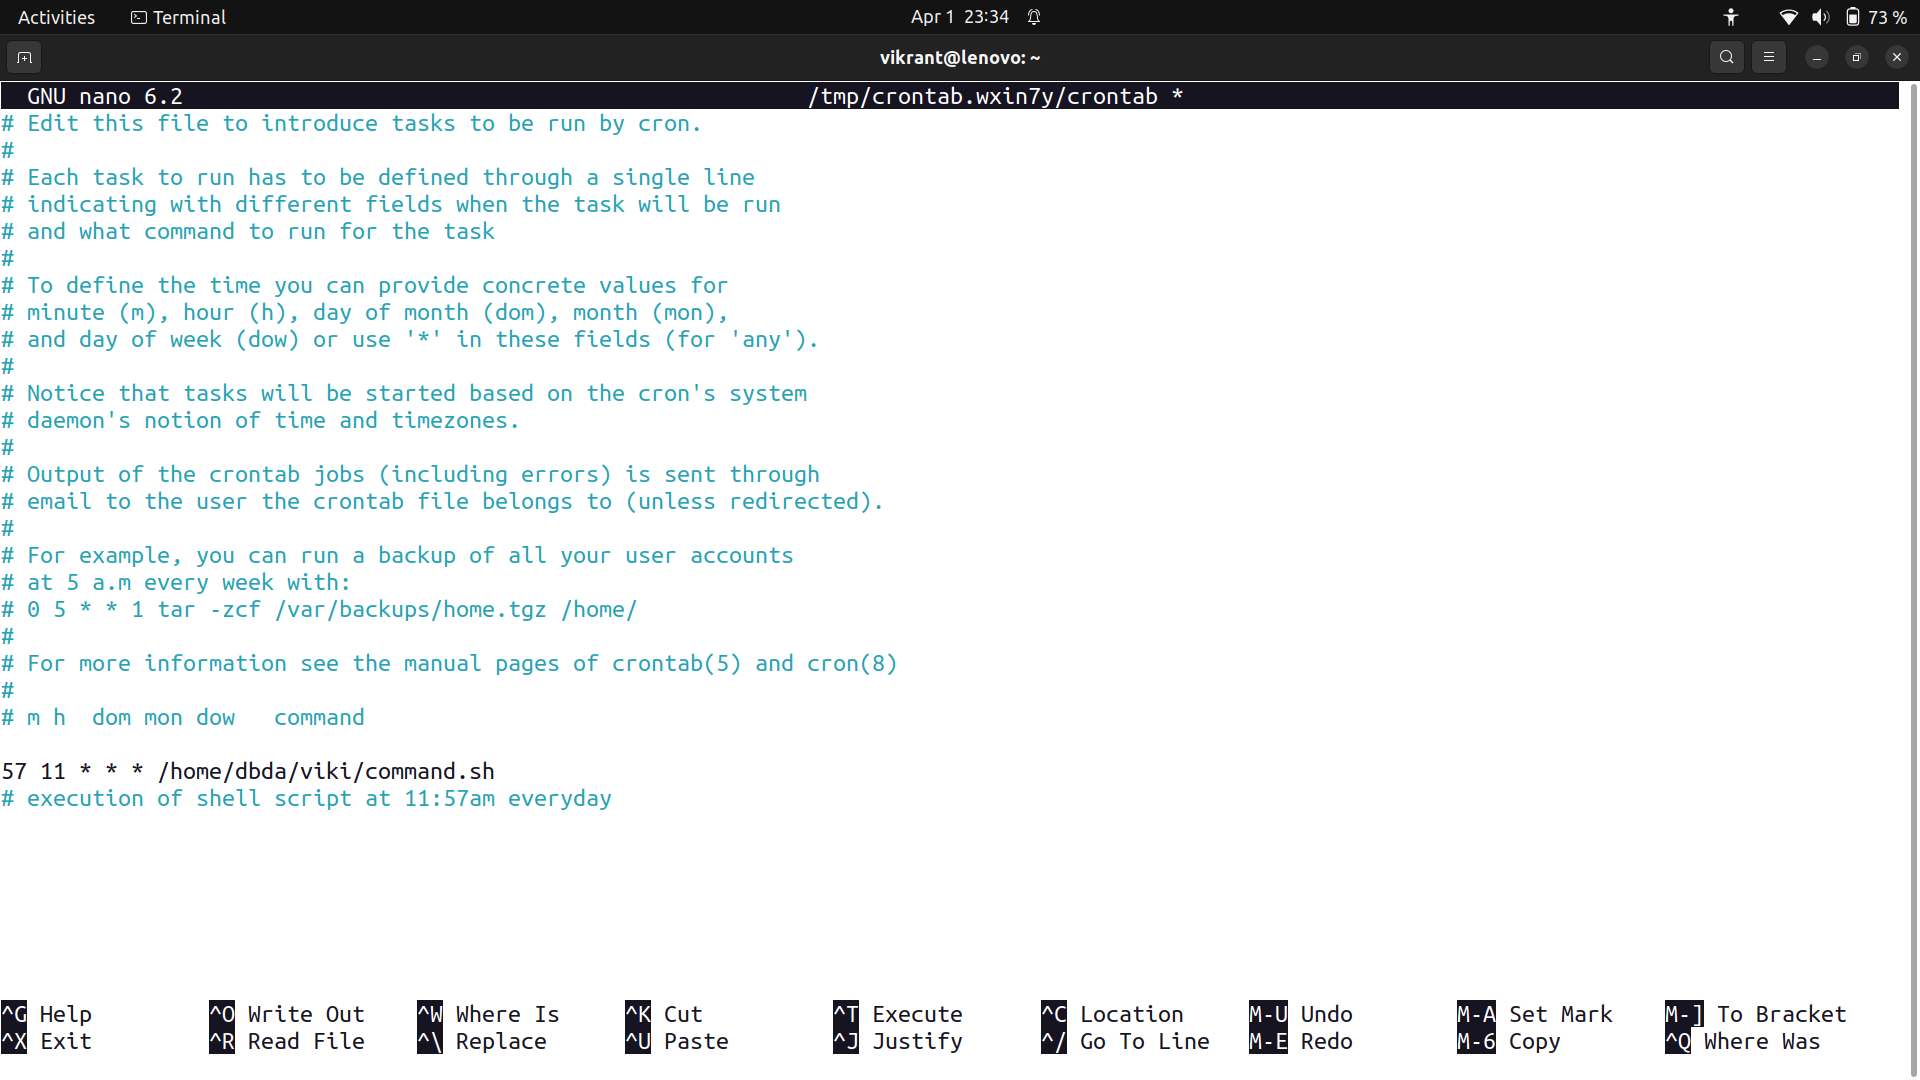 Activities Terminal Apr 1 23:34 73 %
vikrant@lenovo: ~
GNU nano 6.2 /tmp/crontab.wxin7y/crontab *
# Edit this file to introduce tasks to be run by cron.
#
# Each task to run has to be defined through a single line
# indicating with different fields when the task will be run
# and what command to run for the task
#
# To define the time you can provide concrete values for
# minute (m), hour (h), day of month (dom), month (mon),
# and day of week (dow) or use '*' in these fields (for 'any').
#
# Notice that tasks will be started based on the cron's system
# daemon's notion of time and timezones.
#
# Output of the crontab jobs (including errors) is sent through
# email to the user the crontab file belongs to (unless redirected).
#
# For example, you can run a backup of all your user accounts
# at 5 a.m every week with:
# 0 5 * * 1 tar -zcf /var/backups/home.tgz /home/
#
# For more information see the manual pages of crontab(5) and cron(8)
#
# m h  dom mon dow   command
57 11 * * * /home/dbda/viki/command.sh
# execution of shell script at 11:57am everyday
^G Help ^O Write Out ^W Where Is ^K Cut ^T Execute ^C Location M-U Undo M-A Set Mark M-] To Bracket
^X Exit ^R Read File ^\ Replace ^U Paste ^J Justify ^/ Go To Line M-E Redo M-6 Copy ^Q Where Was